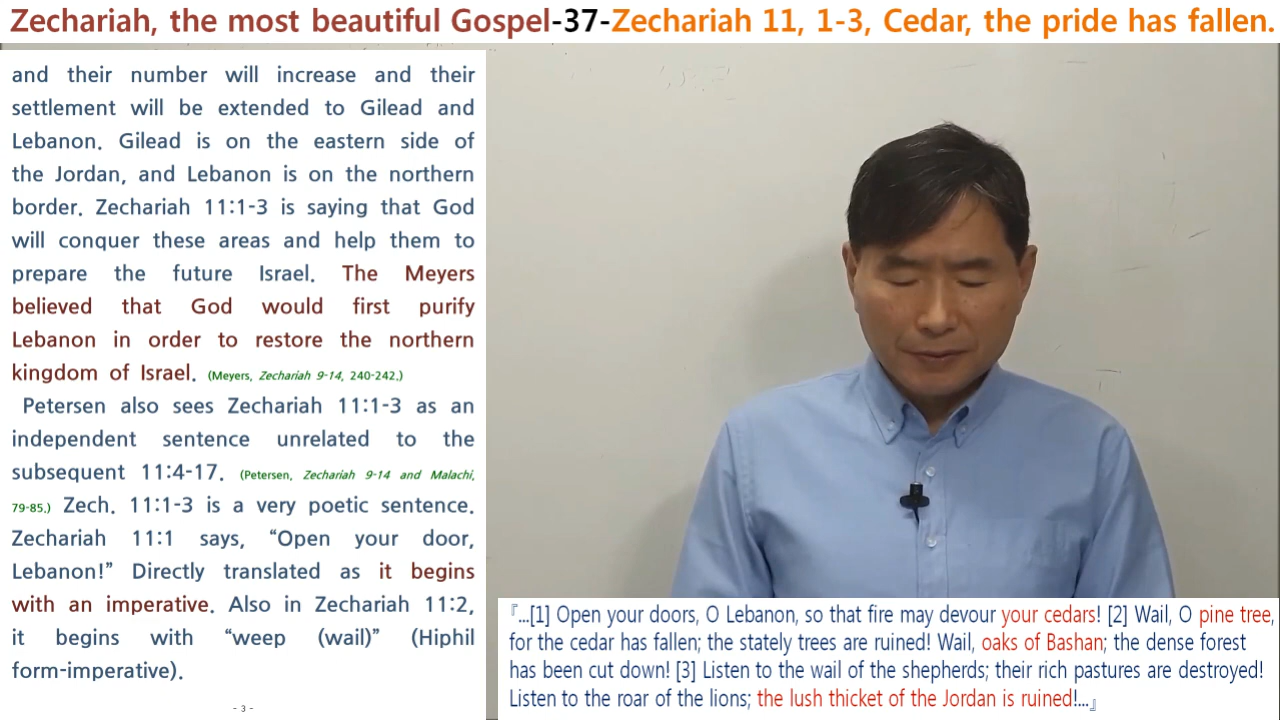 Zechariah, the most beautiful Gospel-37-Zechariah 11, 1-3, Cedar, the pride has fallen.
and their number will increase and their
settlement will be extended to Gilead and
Lebanon. Gilead is on the eastern side of
the Jordan, and Lebanon is on the northern
border. Zechariah 11:1-3 is saying that God
will conquer these areas and help them to
prepare the future Israel. The Meyers
believed that God would first purify
Lebanon in order to restore the northern
kingdom of Israel. (Meyers, Zechariah 9-14, 240-242.)
Petersen also sees Zechariah 11:1-3 as an
independent sentence unrelated to the
subsequent 11:4-17. (Petersen, Zechariah 9-14 and Malachi,
79-85.) Zech. 11:1-3 is a very poetic sentence.
Zechariah 11:1 says, “Open your door,
Lebanon!” Directly translated as it begins
with an imperative. Also in Zechariah 11:2,
it begins with “weep (wail)” (Hiphil
form-imperative).
- 3 -
『...[1] Open your doors, O Lebanon, so that fire may devour your cedars! [2] Wail, O pine tree,
for the cedar has fallen; the stately trees are ruined! Wail, oaks of Bashan; the dense forest
has been cut down! [3] Listen to the wail of the shepherds; their rich pastures are destroyed!
Listen to the roar of the lions; the lush thicket of the Jordan is ruined!...』